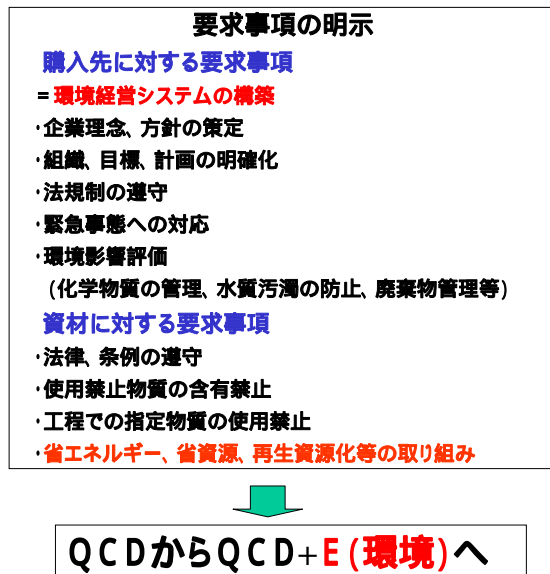 要求事項の明示
購入先に対する要求事項
=環境経営システムの構築
・企業理念、方針の策定
・組織、目標、計画の明確化
・法規制の遵守
・緊急事態への対応
・環境影響評価
(化学物質の管理、水質汚濁の防止、廃棄物管理等)
資材に対する要求事項
・法律、条例の遵守
・使用禁止物質の含有禁止
・工程での指定物質の使用禁止
・省エネルギー、省資源、再生資源化等の取り組み
QCDからQCD+E(環境)へ